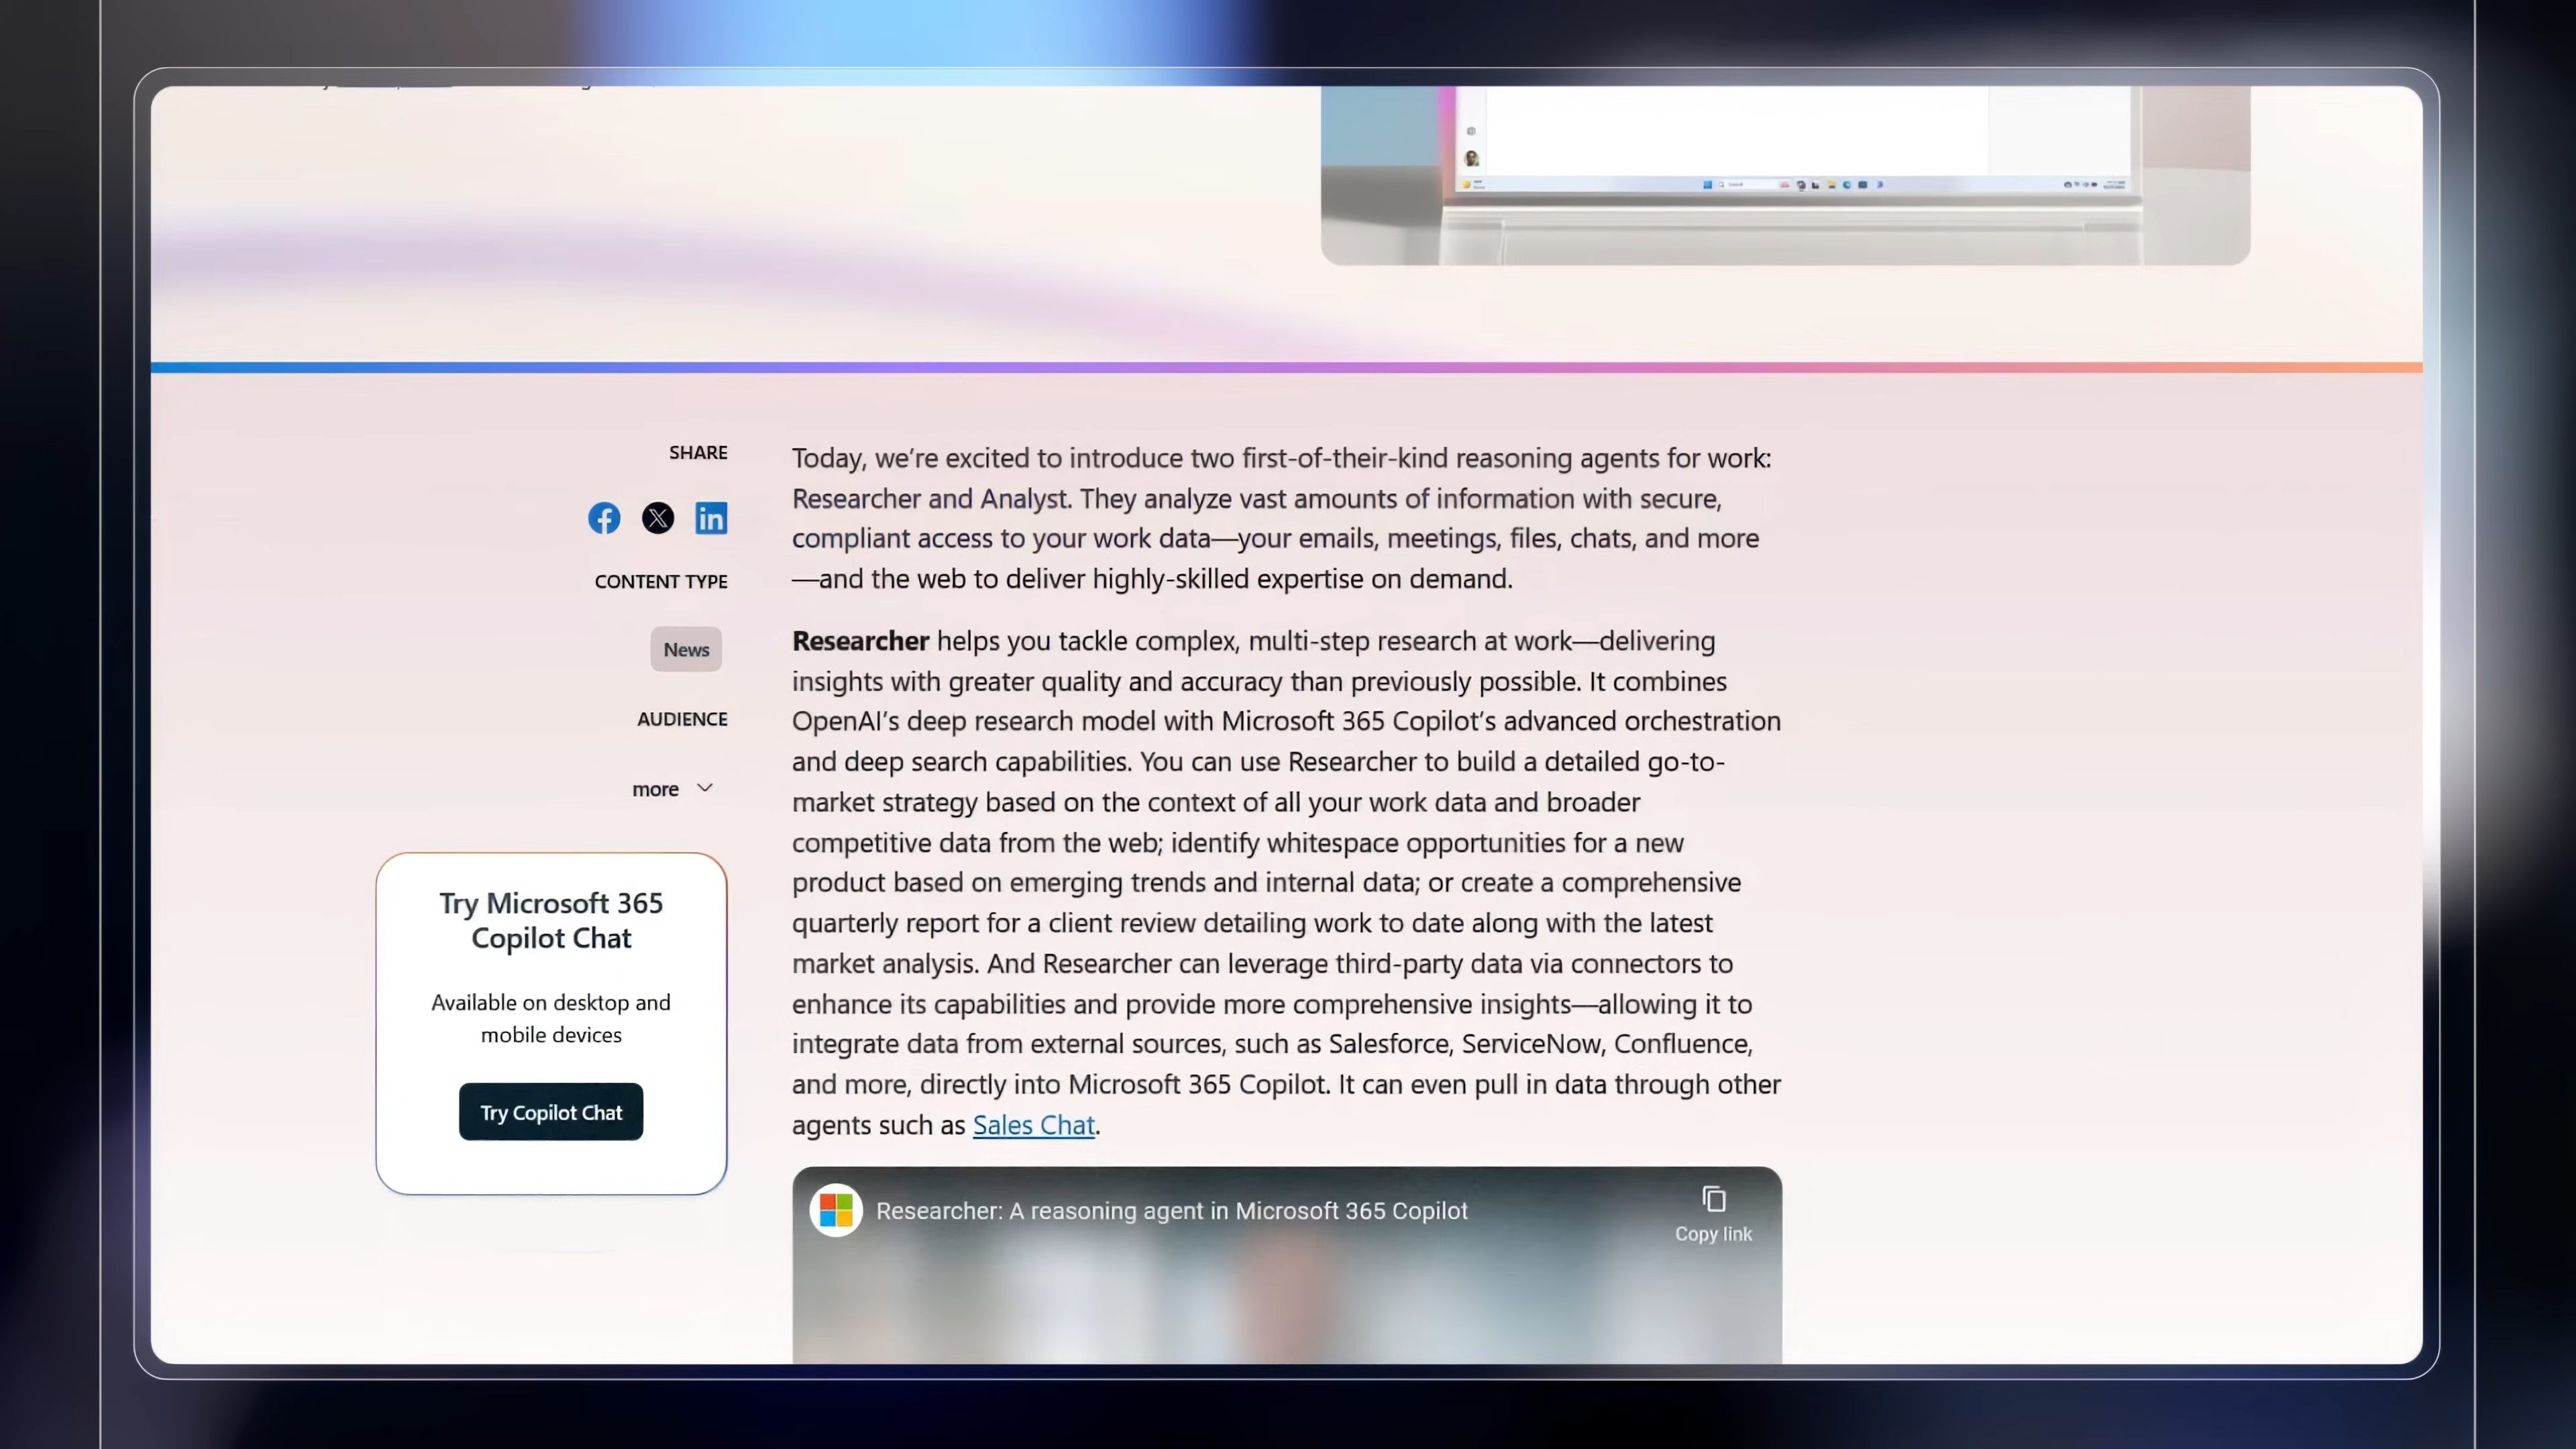 SHARE
CONTENT TYPE
News
AUDIENCE
more
Try Microsoft 365
Copilot Chat
Available on desktop and
mobile devices
Try Copilot Chat
Today, we’re excited to introduce two first-of-their-kind reasoning agents for work:
Researcher and Analyst. They analyze vast amounts of information with secure,
compliant access to your work data—your emails, meetings, files, chats, and more
—and the web to deliver highly-skilled expertise on demand.
Researcher helps you tackle complex, multi-step research at work—delivering
insights with greater quality and accuracy than previously possible. It combines
OpenAI’s deep research model with Microsoft 365 Copilot’s advanced orchestration
and deep search capabilities. You can use Researcher to build a detailed go-to-
market strategy based on the context of all your work data and broader
competitive data from the web; identify whitespace opportunities for a new
product based on emerging trends and internal data; or create a comprehensive
quarterly report for a client review detailing work to date along with the latest
market analysis. And Researcher can leverage third-party data via connectors to
enhance its capabilities and provide more comprehensive insights—allowing it to
integrate data from external sources, such as Salesforce, ServiceNow, Confluence,
and more, directly into Microsoft 365 Copilot. It can even pull in data through other
agents such as Sales Chat.
Researcher: A reasoning agent in Microsoft 365 Copilot
Copy link